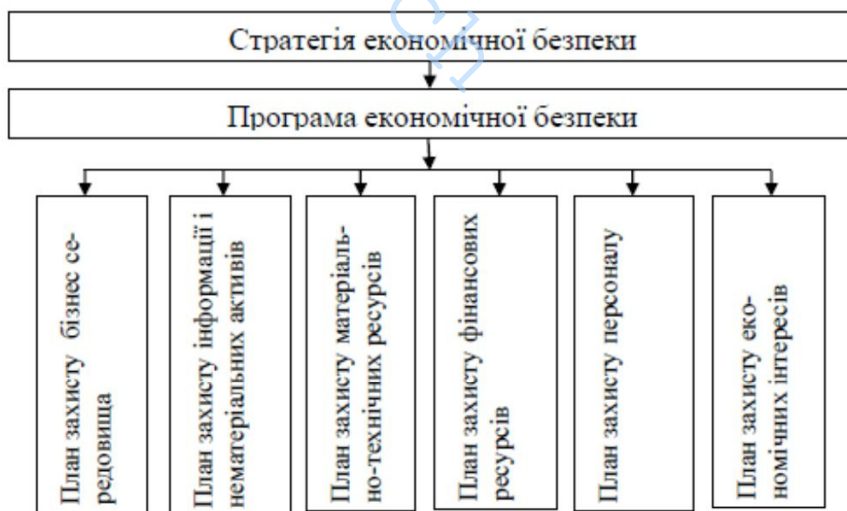 Стратегія економічної безпеки
Програма економічної безпеки
План захисту бізнес се-
редовища
План захисту інформації і
нематеріальних активів
План захисту матеріаль-
но-технічних ресурсів
План захисту фінансових
ресурсів
План захисту персоналу
План захисту еко-
номічних інтересів